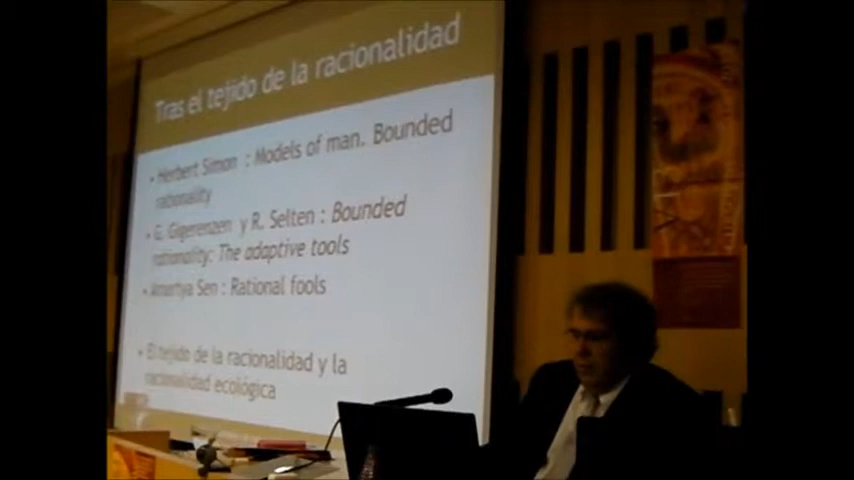 Tras el tejido de la racionalidad
• Herbert Simon : Models of man. Bounded
rationality
• G. Gigerenzen y R. Selten : Bounded
rationality: The adaptive tools
• Amartya Sen : Rational fools
• El tejido de la racionalidad y la
racionalidad ecológica